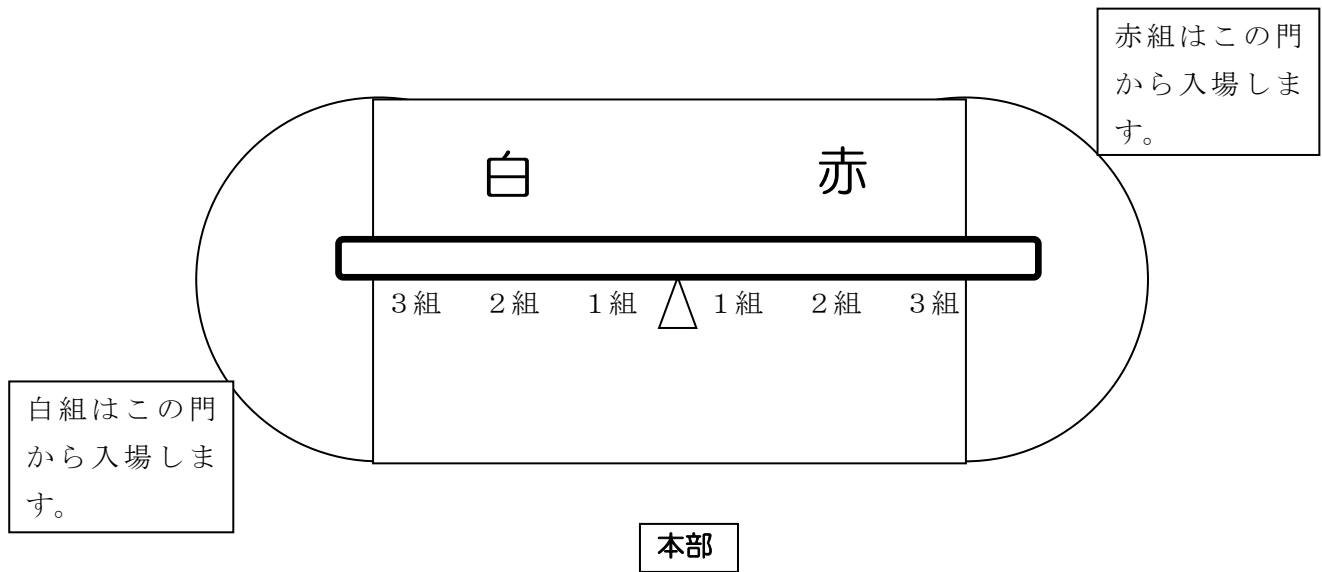 赤組はこの門
から入場しま
す。
白 赤
３組 ２組 １組 １組 ２組 ３組
白組はこの門
から入場しま
す。
本部